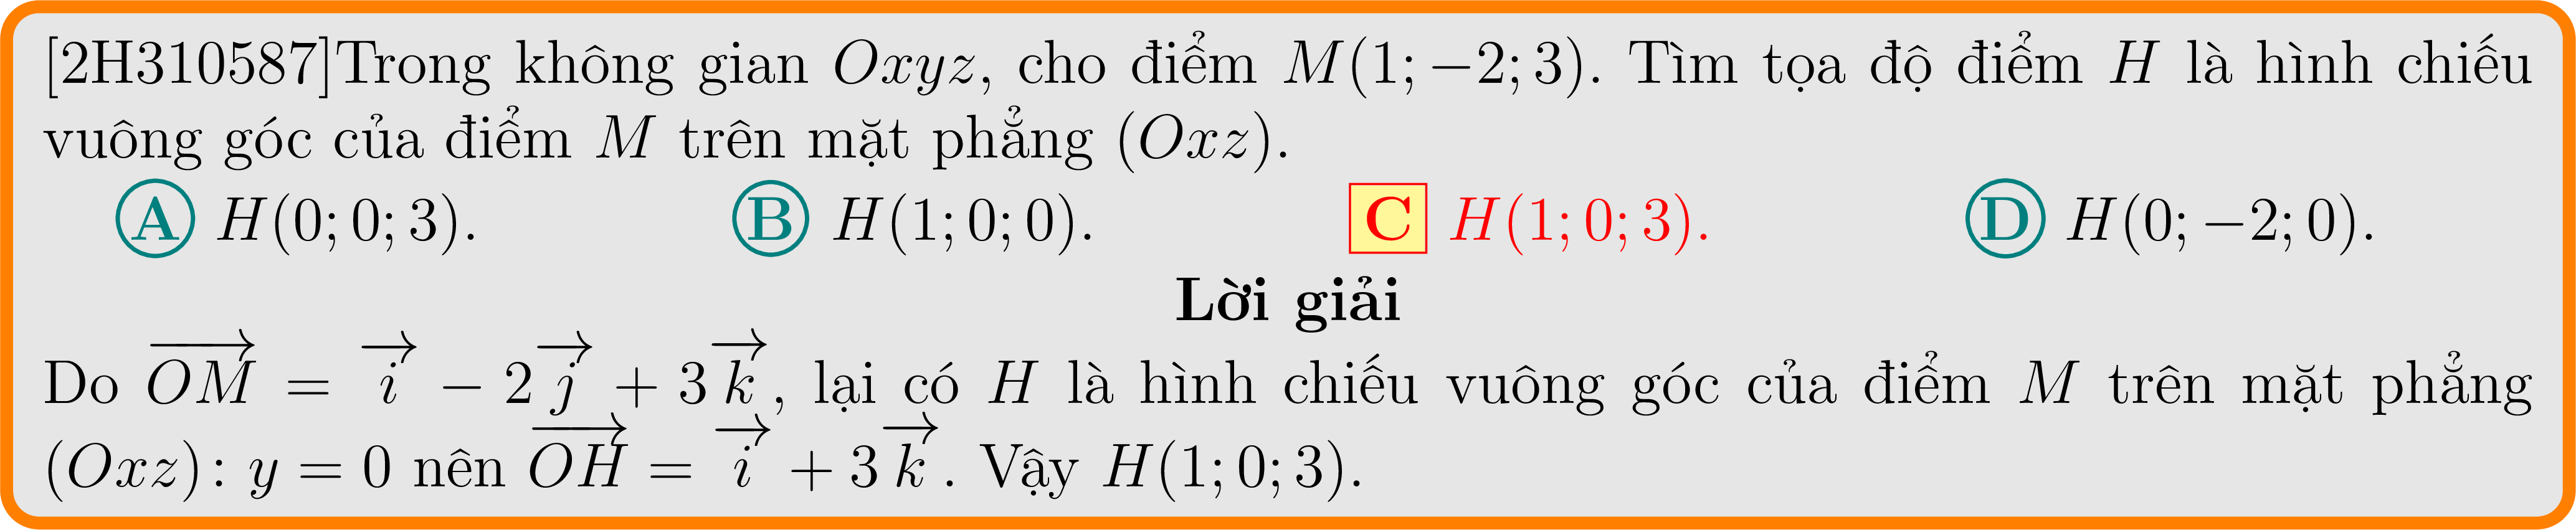 [2H310587]Trong không gian Oxyz, cho điểm M(1; −2; 3). Tìm tọa độ điểm H là hình chiếu
vuông góc của điểm M trên mặt phẳng (Oxz).
A H(0; 0; 3). B H(1; 0; 0). C H(1; 0; 3). D H(0; −2; 0).
Lời giải
Do $\overrightarrow{OM} = \overrightarrow{i} - 2\overrightarrow{j} + 3\overrightarrow{k}$, lại có H là hình chiếu vuông góc của điểm M trên mặt phẳng
(Oxz): y = 0 nên $\overrightarrow{OH} = \overrightarrow{i} + 3\overrightarrow{k}$. Vậy H(1; 0; 3).